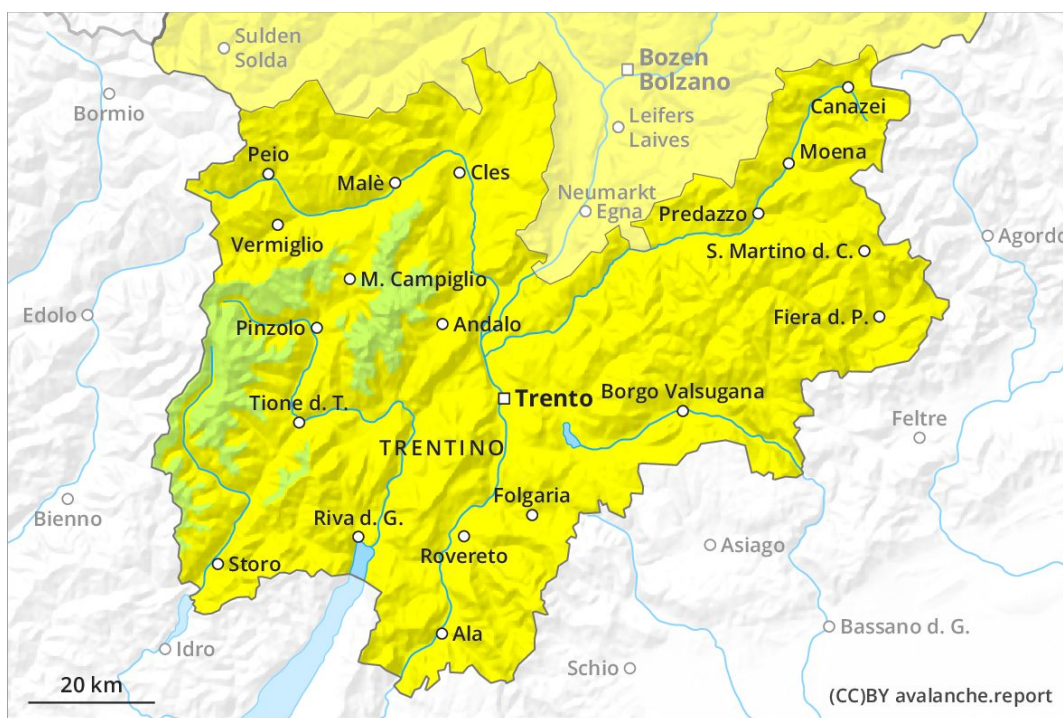 Sulden
Solda
Bozen
Bolzano
Bormio
Canazei
Leifers
Laives
Moena
Peio
Malè
Cles
Neumarkt
Egna
Predazzo
Vermiglio
Agordo
S. Martino d. C.
M. Campiglio
Edolo
Pinzolo
Andalo
Fiera d. P.
Trento
Borgo Valsugana
Tione d. T.
Feltre
TRENTINO
Folgaria
Bienno
Riva d. G.
Rovereto
Asiago
Storo
Ala
Bassano d. G.
Idro
Schio
20 km
(CC)BY avalanche.report